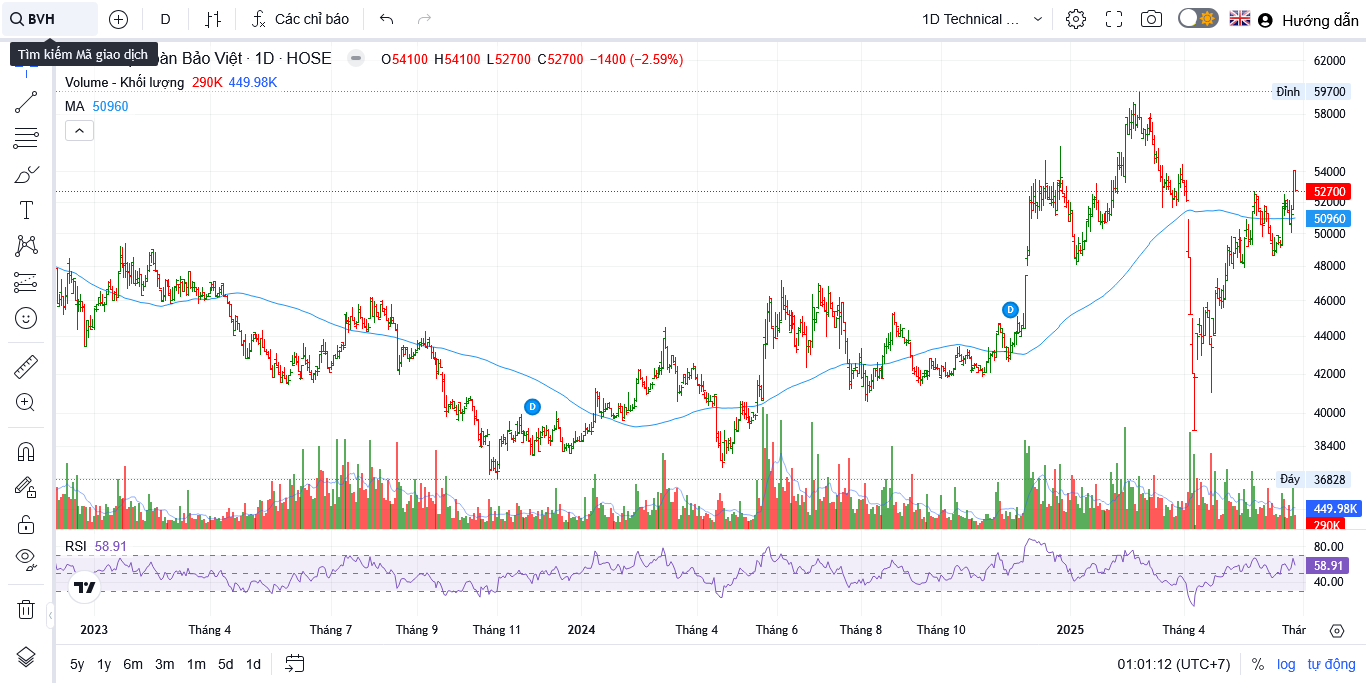 BVH
D
Các chỉ báo
1D Technical ...
Hướng dẫn
Tìm kiếm Mã giao dịch
Bảo Việt · 1D · HOSE
O54100 H54100 L52700 C52700 −1400 (−2.59%)
Volume - Khối lượng 290K 449.98K
MA 50960
62000
Đỉnh 59700
58000
54000
52700
52000
50960
50000
48000
46000
D
44000
42000
D
40000
38400
Đáy 36828
449.98K
290K
RSI 58.91
80.00
58.91
40.00
2023 Tháng 4 Tháng 7 Tháng 9 Tháng 11 2024 Tháng 4 Tháng 6 Tháng 8 Tháng 10 2025 Tháng 4 Thár
5y 1y 6m 3m 1m 5d 1d
01:01:12 (UTC+7) % log tự động